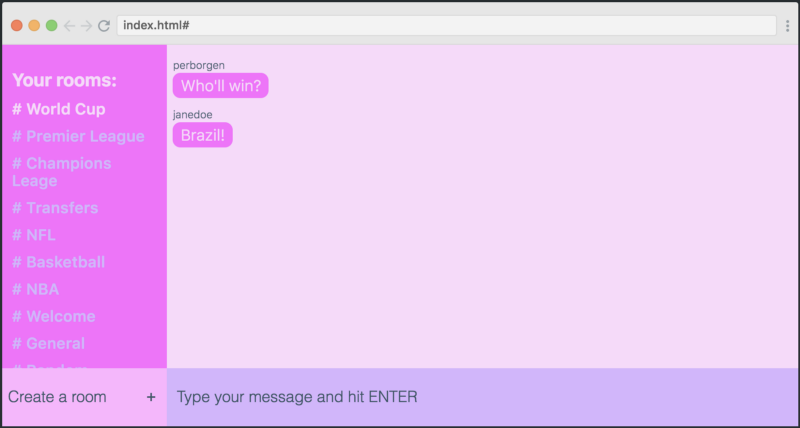 index.html#
Your rooms:
# World Cup
# Premier League
# Champions
Leage
# Transfers
# NFL
# Basketball
# NBA
# Welcome
# General
# Random
Create a room +
perborgen
Who'll win?
janedoe
Brazil!
Type your message and hit ENTER